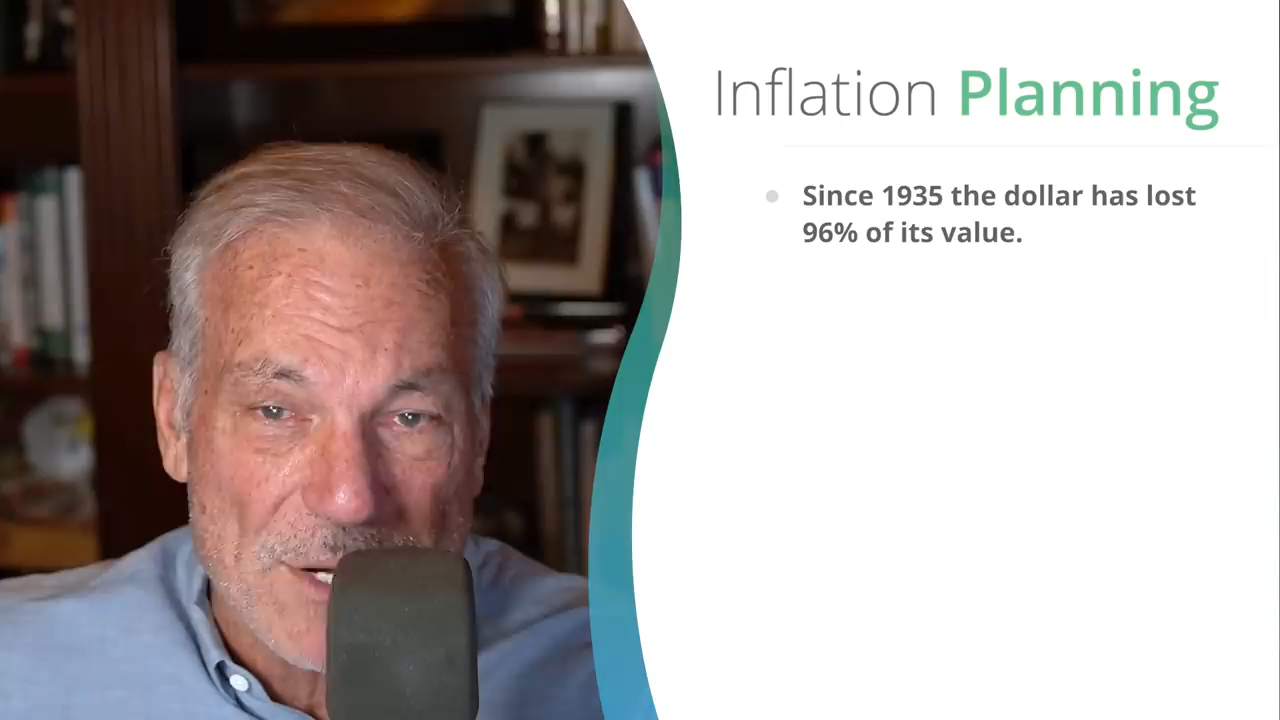 Inflation Planning
Since 1935 the dollar has lost
96% of its value.